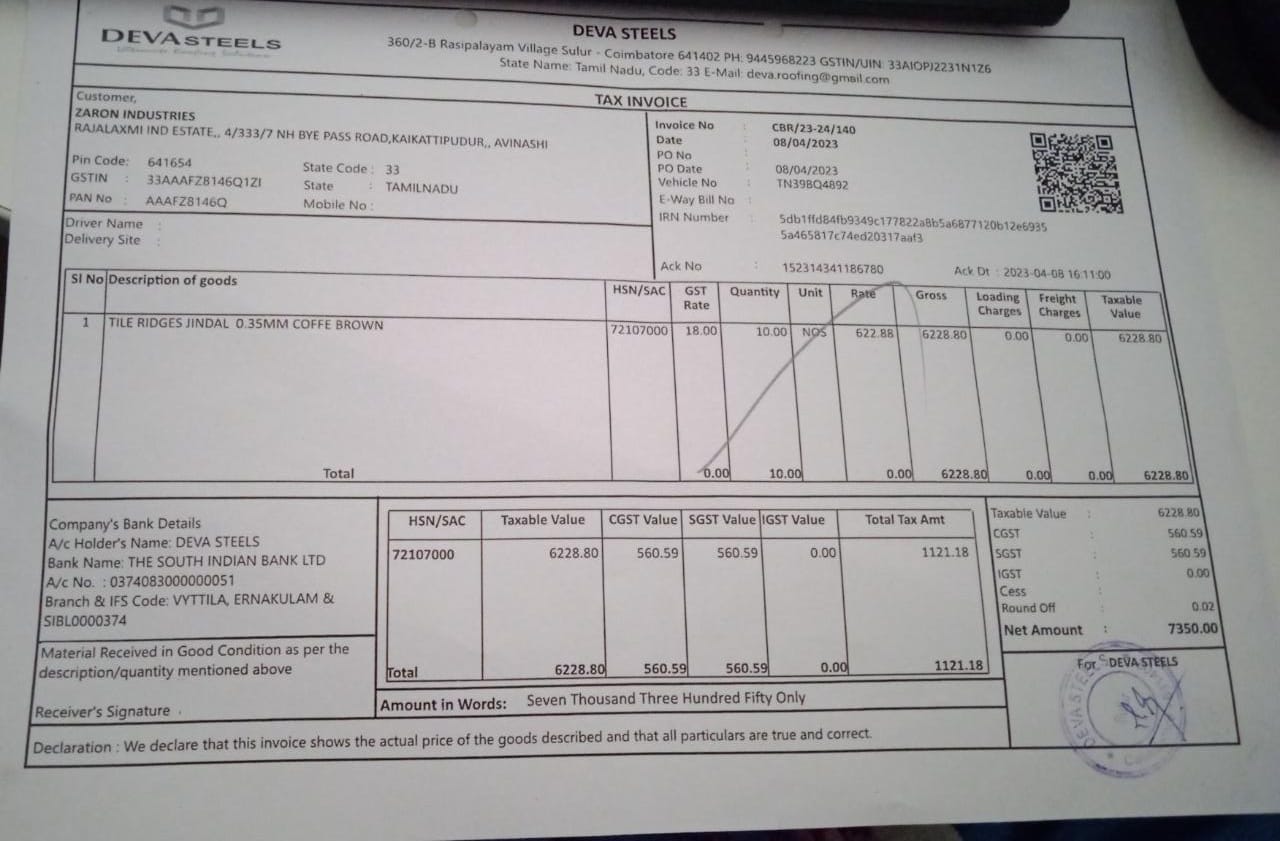 DEVASTEELS
DEVA STEELS
360/2-B Rasipalayam Village Sulur - Coimbatore 641402 PH: 9445968223 GSTIN/UIN: 33AIOPJ2231N1Z6
State Name: Tamil Nadu, Code: 33 E-Mail: deva.roofing@gmail.com
TAX INVOICE
Customer,
ZARON INDUSTRIES
RAJALAXMI IND ESTATE,, 4/333/7 NH BYE PASS ROAD,KAIKATTIPUDUR,, AVINASHI
Pin Code: 641654 State Code : 33
GSTIN : 33AAAFZ8146Q1ZI State : TAMILNADU
PAN No : AAAFZ8146Q Mobile No :
Driver Name :
Delivery Site :
Invoice No : CBR/23-24/140
Date : 08/04/2023
PO No :
PO Date : 08/04/2023
Vehicle No : TN39BQ4892
E-Way Bill No :
IRN Number : 5db1ffd84fb9349c177822a8b5a6877120b12e6935
5a465817c74ed20317aaf3
Ack No : 152314341186780 Ack Dt : 2023-04-08 16:11:00
SI No Description of goods HSN/SAC GST Rate Quantity Unit Rate Gross Loading Charges Freight Charges Taxable Value
1 TILE RIDGES JINDAL 0.35MM COFFE BROWN 72107000 18.00 10.00 NOS 622.88 6228.80 0.00 0.00 6228.80
Total 0.00 10.00 0.00 6228.80 0.00 0.00 6228.80
Company's Bank Details
A/c Holder's Name: DEVA STEELS
Bank Name: THE SOUTH INDIAN BANK LTD
A/c No. : 0374083000000051
Branch & IFS Code: VYTTILA, ERNAKULAM &
SIBL0000374
Material Received in Good Condition as per the
description/quantity mentioned above
Receiver's Signature
HSN/SAC Taxable Value CGST Value SGST Value IGST Value Total Tax Amt
72107000 6228.80 560.59 560.59 0.00 1121.18
Total 6228.80 560.59 560.59 0.00 1121.18
Amount in Words: Seven Thousand Three Hundred Fifty Only
Taxable Value : 6228.80
CGST : 560.59
SGST : 560.59
IGST : 0.00
Cess :
Round Off : 0.02
Net Amount : 7350.00
For DEVA STEELS
DEVA STEE
Declaration : We declare that this invoice shows the actual price of the goods described and that all particulars are true and correct.